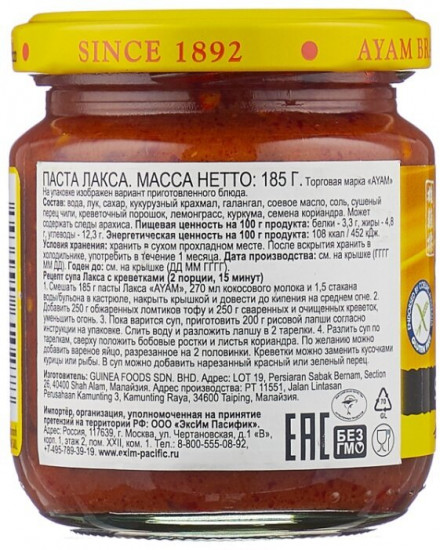 SINCE 1892
AYAM BRA
ПАСТА ЛАКСА. МАССА НЕТТО: 185 Г. Торговая марка «AYAM»
На упаковке изображен вариант приготовленного блюда.
Состав: вода, лук, сахар, кукурузный крахмал, галангал, соевое масло, соль, сушеный
перец чили, креветочный порошок, лемонграсс, куркума, семена кориандра. Может
содержать следы арахиса. Пищевая ценность на 100 г продукта: белки - 3,3 г, жиры - 4,8
г, углеводы - 12,3 г. Энергетическая ценность на 100 г продукта: 108 ккал / 452 кДж.
Условия хранения: хранить в сухом прохладном месте. После вскрытия хранить в
холодильнике, употребить в течение 1 месяца. Дата производства: см. на крышке (ГГГГ
ММ ДД). Годен до: см. на крышке (ДД ММ ГГГГ).
Рецепт супа Лакса с креветками (2 порции, 15 минут)
1. Смешать 185 г пасты Лакса «AYAM», 270 мл кокосового молока и 1,5 стакана
воды/бульона в кастрюле, накрыть крышкой и довести до кипения на среднем огне. 2.
Добавить 250 г обжаренных ломтиков тофу и 250 г сваренных и очищенных креветок,
уменьшить огонь. 3. Пока варится суп, приготовить 200 г рисовой лапши согласно
инструкции на упаковке. Слить воду и разложить лапшу в 2 тарелки. 4. Разлить суп по
тарелкам, сверху положить бобовые ростки и листья кориандра. По желанию можно
добавить вареное яйцо, разрезанное на 2 половинки. Креветки можно заменить кусочками
курицы или рыбы. В суп можно добавить нарезанный красный или зеленый перец.
Изготовитель: GUINEA FOODS SDN. BHD. Адрес: LOT 19, Persiaran Sabak Bernam, Section
26, 40400 Shah Alam, Малайзия. Адрес производства: PT 11551, Jalan Lintasan
Perusahaan Kamunting 3, Kamunting Raya, 34600 Taiping, Малайзия.
Импортёр, организация, уполномоченная на принятие
претензий на территории РФ: ООО «ЭксИм Пасифик».
Адрес: Россия, 117639, г. Москва, ул. Чертановская, д.1 «В»,
корп. 1, этаж 2, пом. XXII, ком. 1. Тел.: 8-800-555-08-92,
+7-495-789-39-19. www.exim-pacific.ru
EAC
БЕЗ
ГМО
70
GL